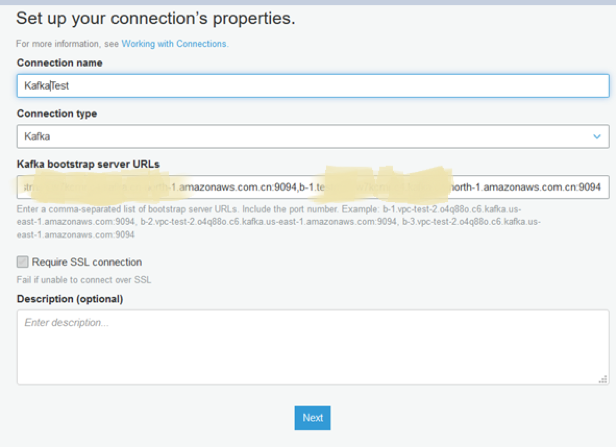 Set up your connection's properties.
For more information, see Working with Connections.
Connection name
KafkaTest
Connection type
Kafka
Kafka bootstrap server URLs
-1.amazonaws.com.cn:9094,b-1.te north-1.amazonaws.com.cn:9094
Enter a comma-separated list of bootstrap server URLs. Include the port number. Example: b-1.vpc-test-2.o4q88o.c6.kafka.us-
east-1.amazonaws.com:9094, b-2.vpc-test-2.o4q88o.c6.kafka.us-east-1.amazonaws.com:9094, b-3.vpc-test-2.o4q88o.c6.kafka.us-
east-1.amazonaws.com:9094
Require SSL connection
Fail if unable to connect over SSL
Description (optional)
Enter description...
Next